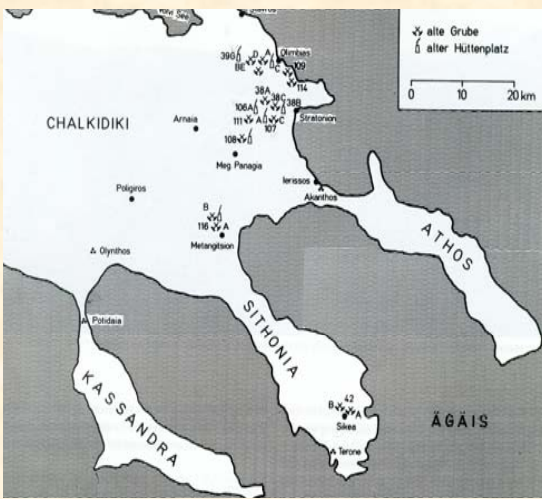 alte Grube
alter Hüttenplatz
0 10 20 km
39G
D
A
Olimbias
BE
C
109
114
38A
38C
38B
106A
Stratonion
111
A
107
C
108
Arnaia
CHALKIDIKI
Meg. Panagia
Ierissos
Akanthos
Poligiros
B
116
A
Metangitsion
Olynthos
ATHOS
SITHONIA
Potidaia
KASSANDRA
42
B
A
Sikea
ÄGÄIS
Terone